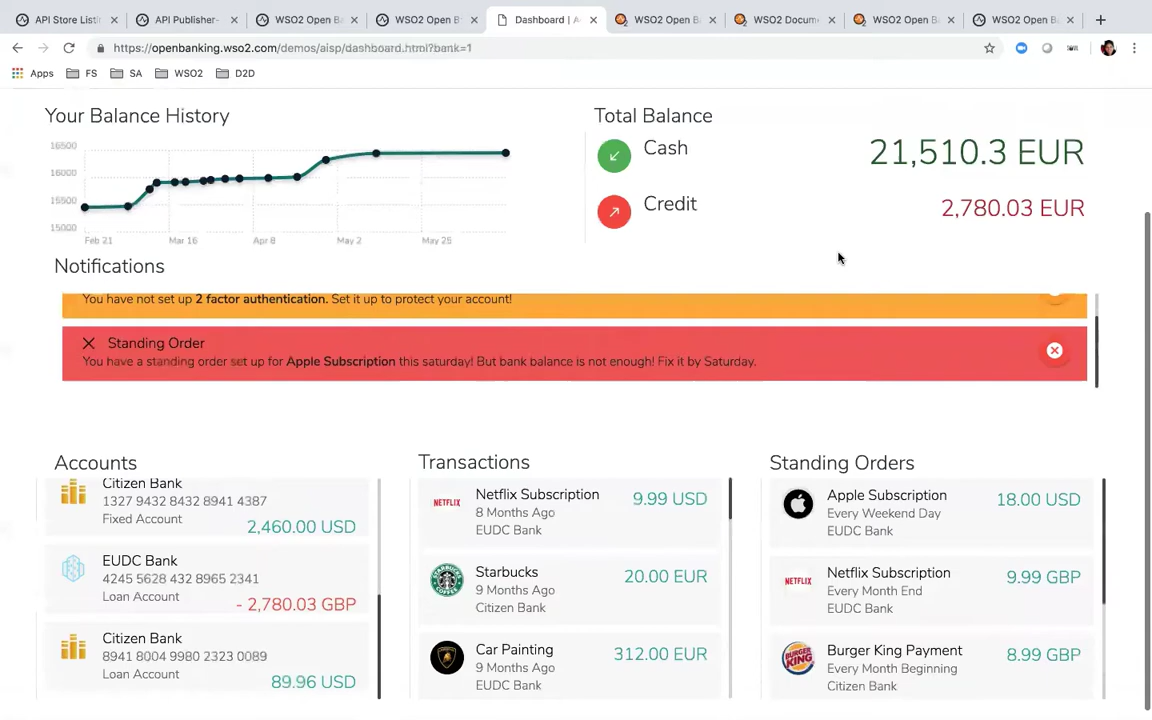 API Store Listi
API Publisher-
WSO2 Open Ba
WSO2 Open B
Dashboard | A
WSO2 Open Ba
WSO2 Docum
WSO2 Open Ba
WSO2 Open Ba
https://openbanking.wso2.com/demos/aisp/dashboard.html?bank=1
Apps FS SA WSO2 D2D
Your Balance History
16500
16000
15500
15000
Feb 21 Mar 16 Apr 8 May 2 May 25
Total Balance
Cash 21,510.3 EUR
Credit 2,780.03 EUR
Notifications
You have not set up 2 factor authentication. Set it up to protect your account!
Standing Order
You have a standing order set up for Apple Subscription this saturday! But bank balance is not enough! Fix it by Saturday.
Accounts
Citizen Bank
1327 9432 8432 8941 4387
Fixed Account
2,460.00 USD
EUDC Bank
4245 5628 432 8965 2341
Loan Account
- 2,780.03 GBP
Citizen Bank
8941 8004 9980 2323 0089
Loan Account
89.96 USD
Transactions
NETFLIX
Netflix Subscription 9.99 USD
8 Months Ago
EUDC Bank
Starbucks 20.00 EUR
9 Months Ago
Citizen Bank
Car Painting 312.00 EUR
9 Months Ago
EUDC Bank
Standing Orders
Apple Subscription 18.00 USD
Every Weekend Day
EUDC Bank
NETFLIX
Netflix Subscription 9.99 GBP
Every Month End
EUDC Bank
BURGER
KING
Burger King Payment 8.99 GBP
Every Month Beginning
Citizen Bank